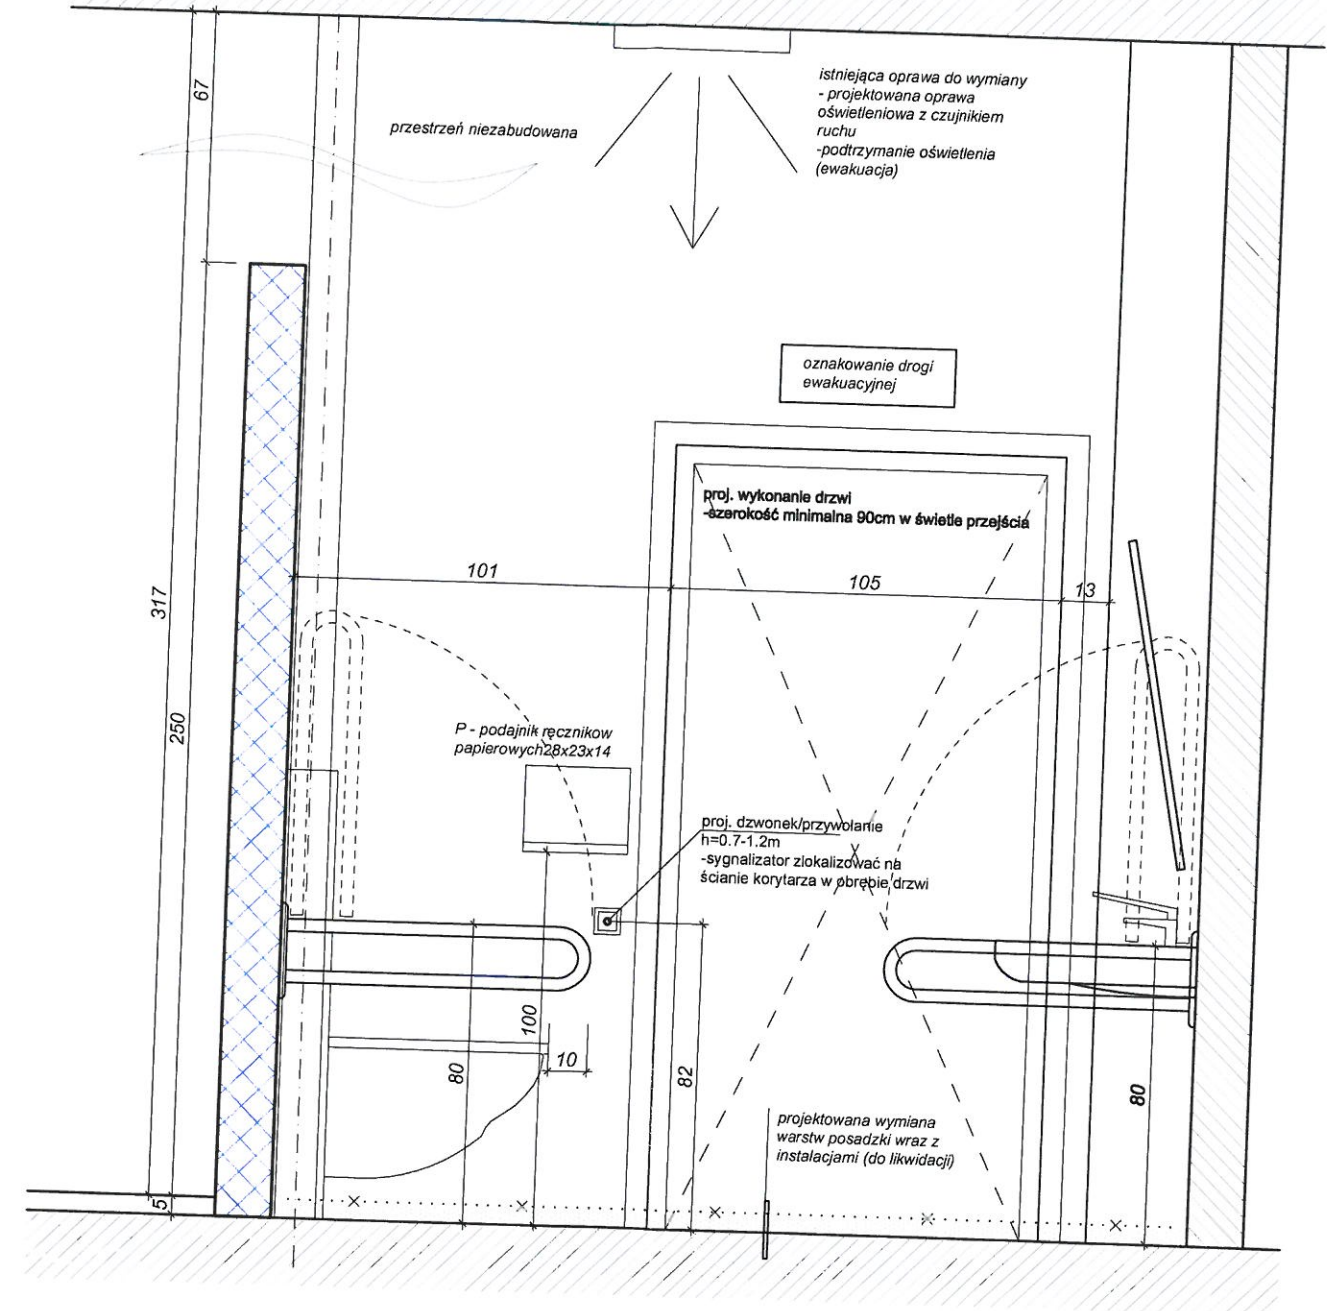 67
przestrzeń niezabudowana
istniejąca oprawa do wymiany
- projektowana oprawa
oświetleniowa z czujnikiem
ruchu
-podtrzymanie oświetlenia
(ewakuacja)
oznakowanie drogi
ewakuacyjnej
proj. wykonanie drzwi
-szerokość minimalna 90cm w świetle przejścia
101
105
13
317
250
P - podajnik ręcznikow
papierowych28x23x14
proj. dzwonek/przywołanie
h=0.7-1.2m
-sygnalizator zlokalizować na
ścianie korytarza w obrębie drzwi
100
10
80
82
80
projektowana wymiana
warstw posadzki wraz z
instalacjami (do likwidacji)
5